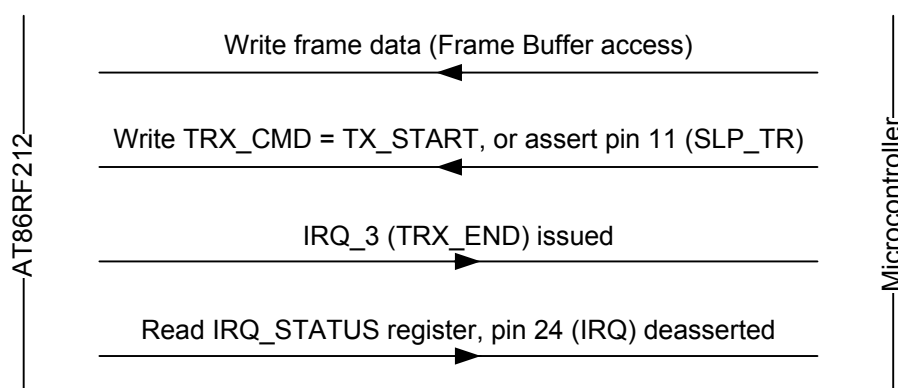 Write frame data (Frame Buffer access)
Write TRX_CMD = TX_START, or assert pin 11 (SLP_TR)
IRQ_3 (TRX_END) issued
Read IRQ_STATUS register, pin 24 (IRQ) deasserted
AT86RF212
Microcontroller